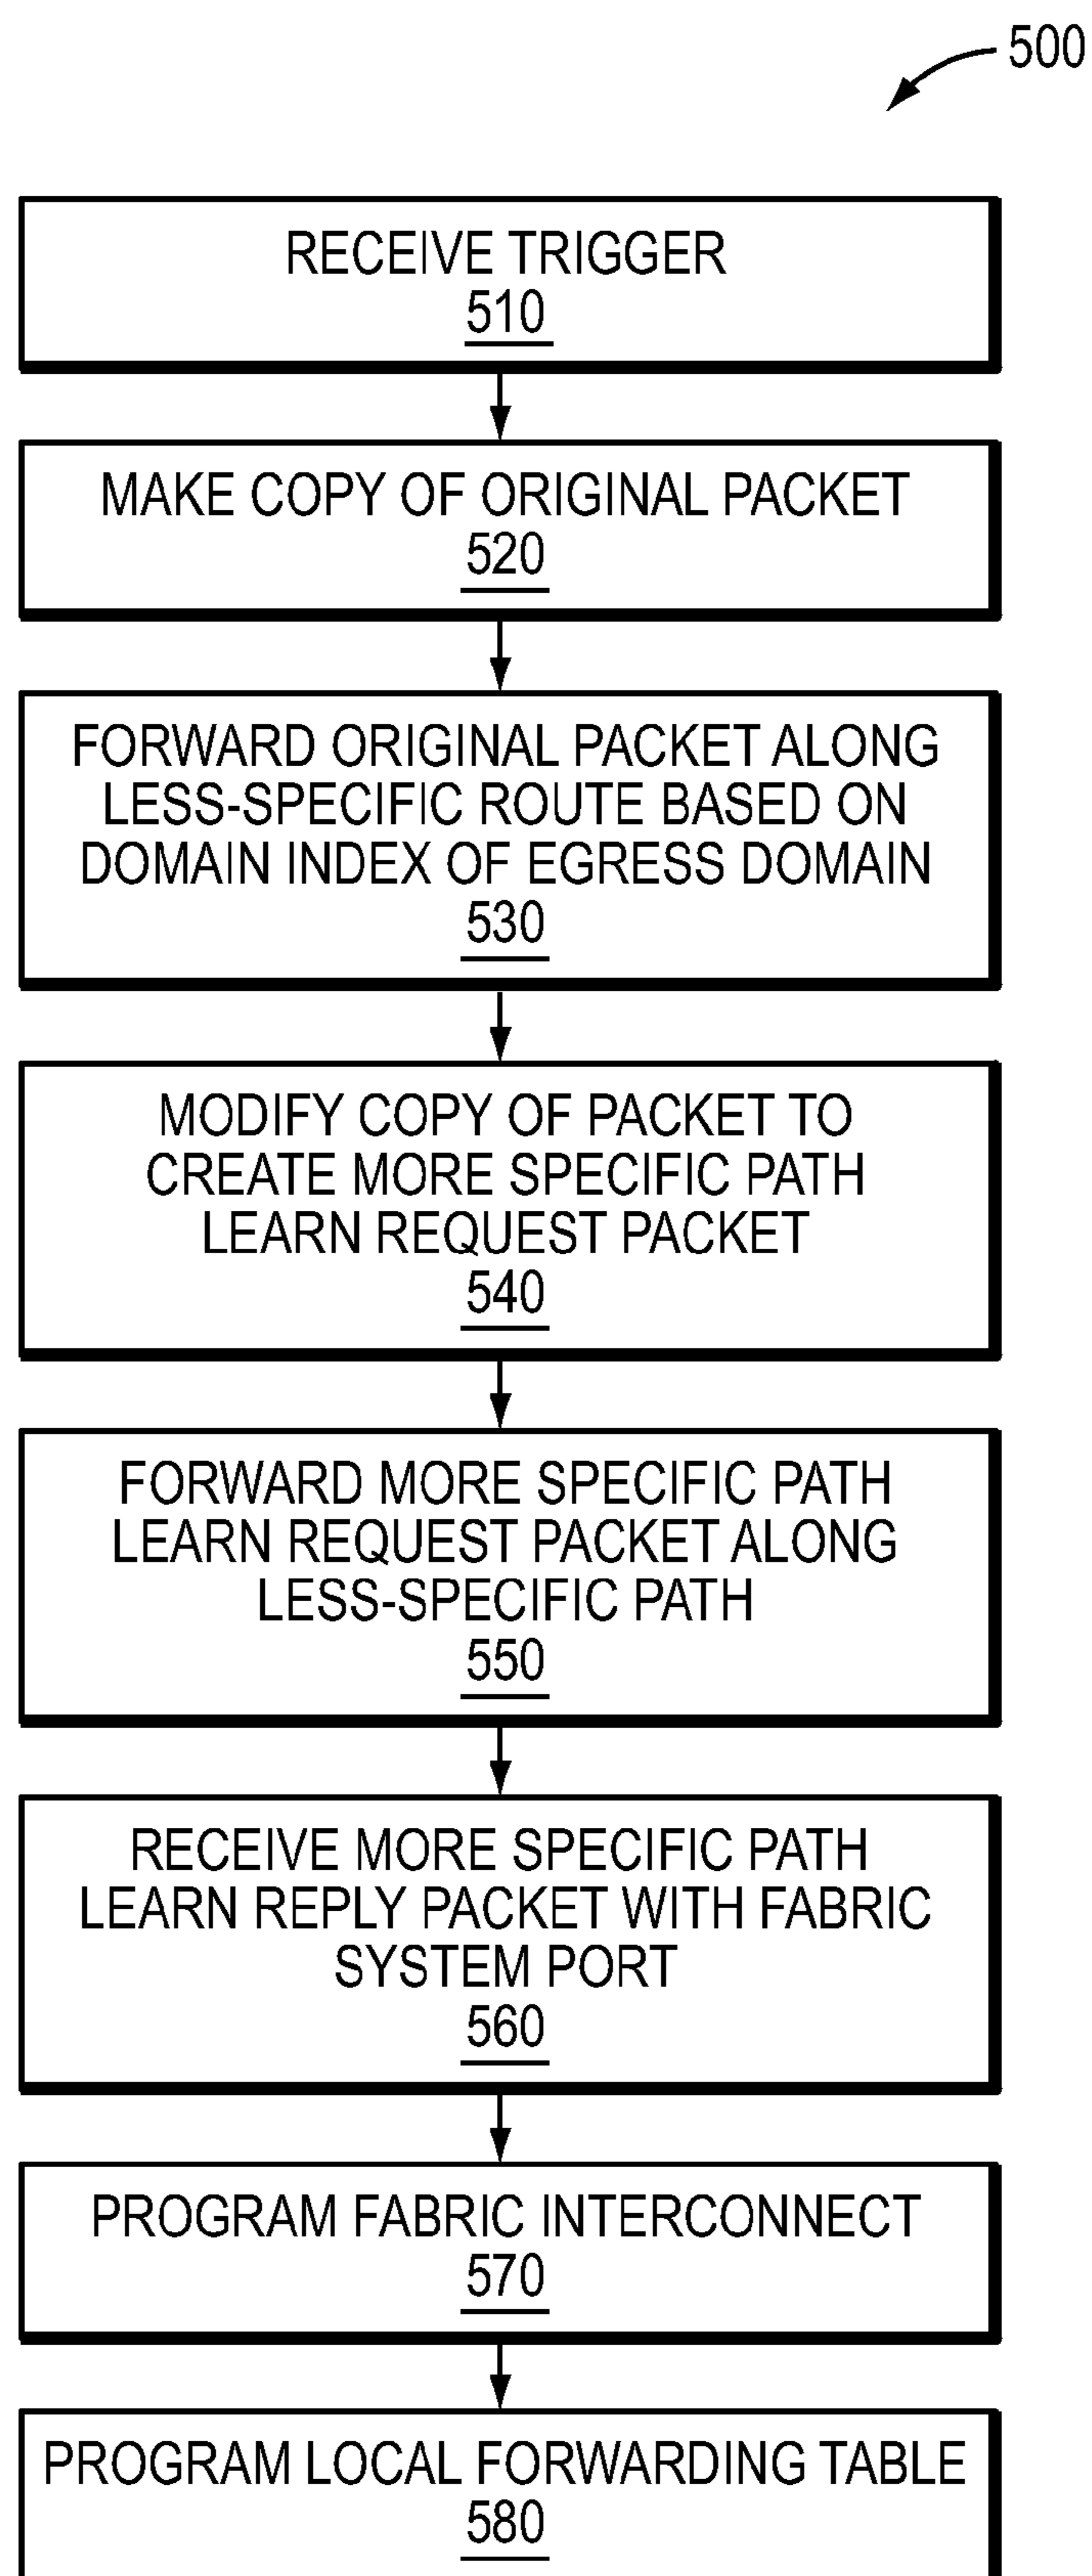 500
RECEIVE TRIGGER
510
MAKE COPY OF ORIGINAL PACKET
520
FORWARD ORIGINAL PACKET ALONG
LESS-SPECIFIC ROUTE BASED ON
DOMAIN INDEX OF EGRESS DOMAIN
530
MODIFY COPY OF PACKET TO
CREATE MORE SPECIFIC PATH
LEARN REQUEST PACKET
540
FORWARD MORE SPECIFIC PATH
LEARN REQUEST PACKET ALONG
LESS-SPECIFIC PATH
550
RECEIVE MORE SPECIFIC PATH
LEARN REPLY PACKET WITH FABRIC
SYSTEM PORT
560
PROGRAM FABRIC INTERCONNECT
570
PROGRAM LOCAL FORWARDING TABLE
580